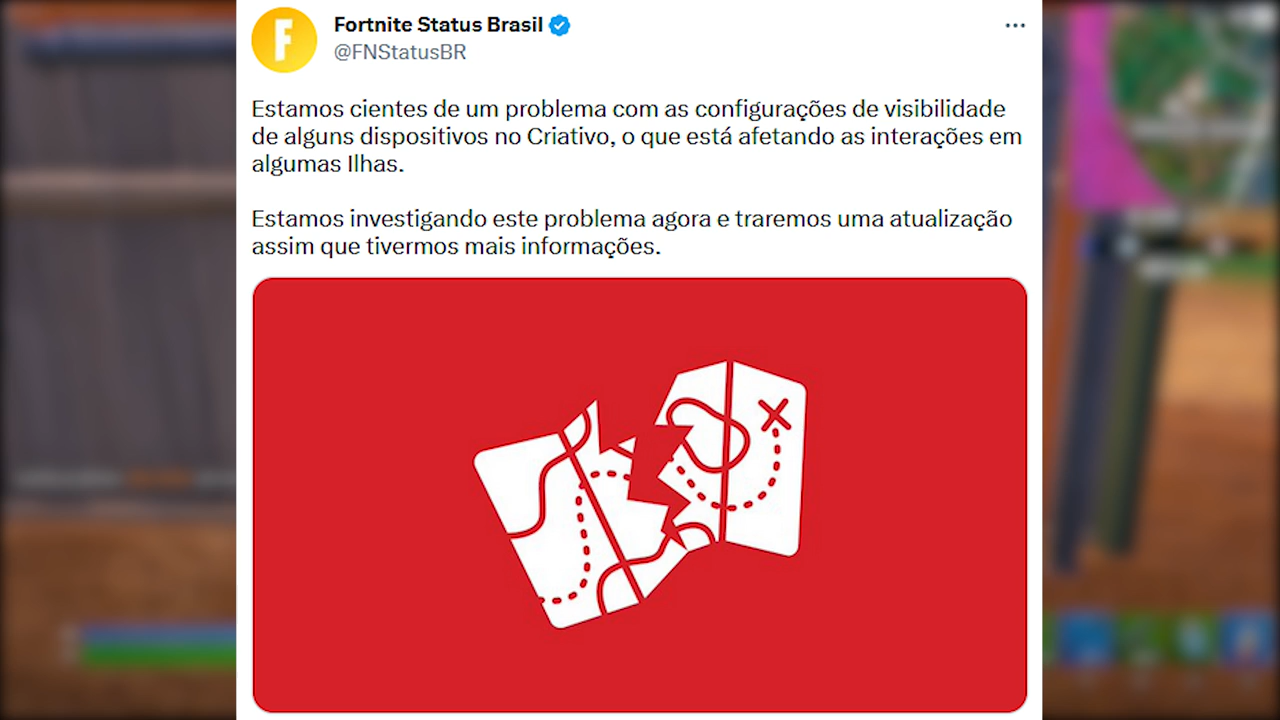 Fortnite Status Brasil
@FNStatusBR
Estamos cientes de um problema com as configurações de visibilidade
de alguns dispositivos no Criativo, o que está afetando as interações em
algumas Ilhas.
Estamos investigando este problema agora e traremos uma atualização
assim que tivermos mais informações.